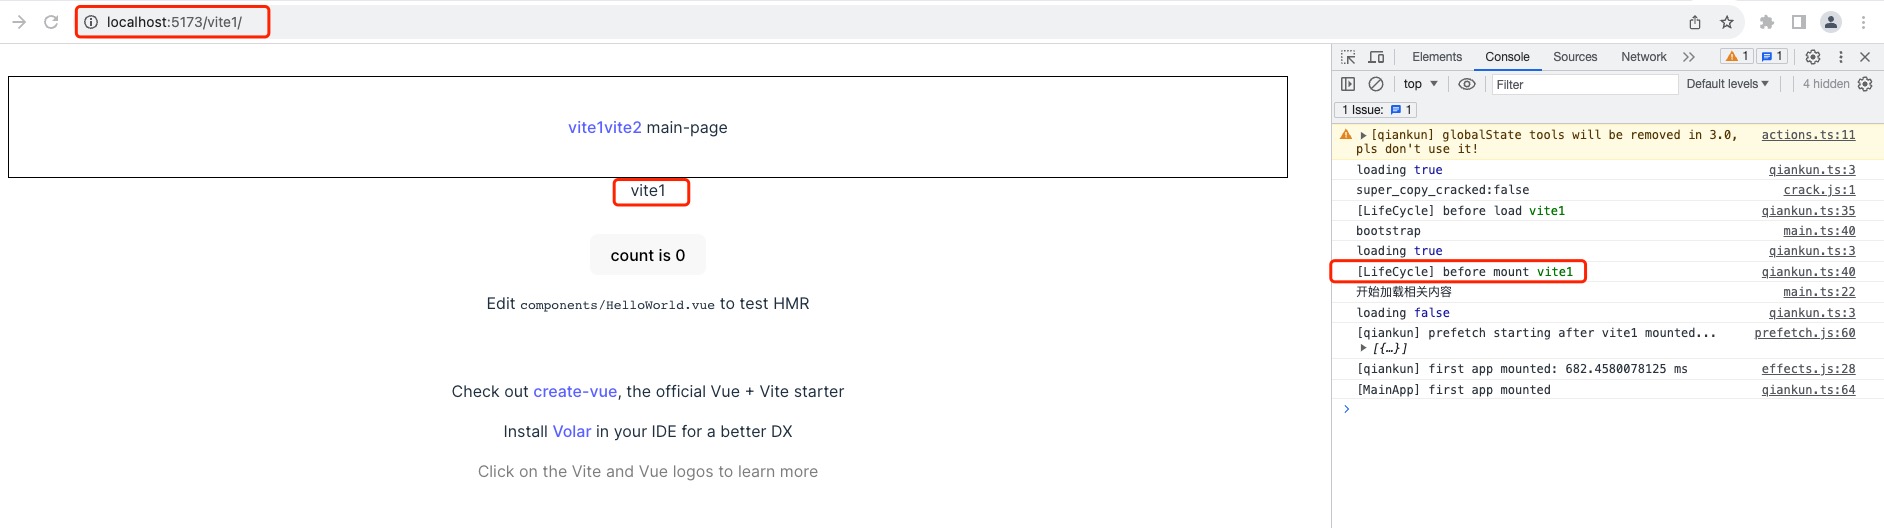 localhost:5173/vite1/
vite1vite2 main-page
vite1
count is 0
Edit components/HelloWorld.vue to test HMR
Check out create-vue, the official Vue + Vite starter
Install Volar in your IDE for a better DX
Click on the Vite and Vue logos to learn more
Elements Console Sources Network 1 1
top Filter Default levels 4 hidden
1 Issue: 1
[qiankun] globalState tools will be removed in 3.0, actions.ts:11
pls don't use it!
loading true qiankun.ts:3
super_copy_cracked:false crack.js:1
[LifeCycle] before load vite1 qiankun.ts:35
bootstrap main.ts:40
loading true qiankun.ts:3
[LifeCycle] before mount vite1 qiankun.ts:40
开始加载相关内容 main.ts:22
loading false qiankun.ts:3
[qiankun] prefetch starting after vite1 mounted... prefetch.js:60
[{…}]
[qiankun] first app mounted: 682.4580078125 ms effects.js:28
[MainApp] first app mounted qiankun.ts:64